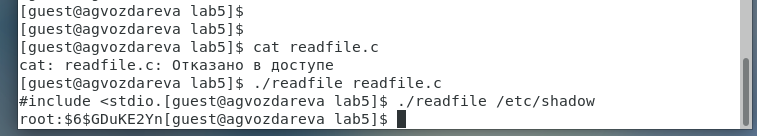 [guest@agvozdareva lab5]$
[guest@agvozdareva lab5]$
[guest@agvozdareva lab5]$ cat readfile.c
cat: readfile.c: Отказано в доступе
[guest@agvozdareva lab5]$ ./readfile readfile.c
#include <stdio.[guest@agvozdareva lab5]$ ./readfile /etc/shadow
root:$6$GDuKE2Yn[guest@agvozdareva lab5]$